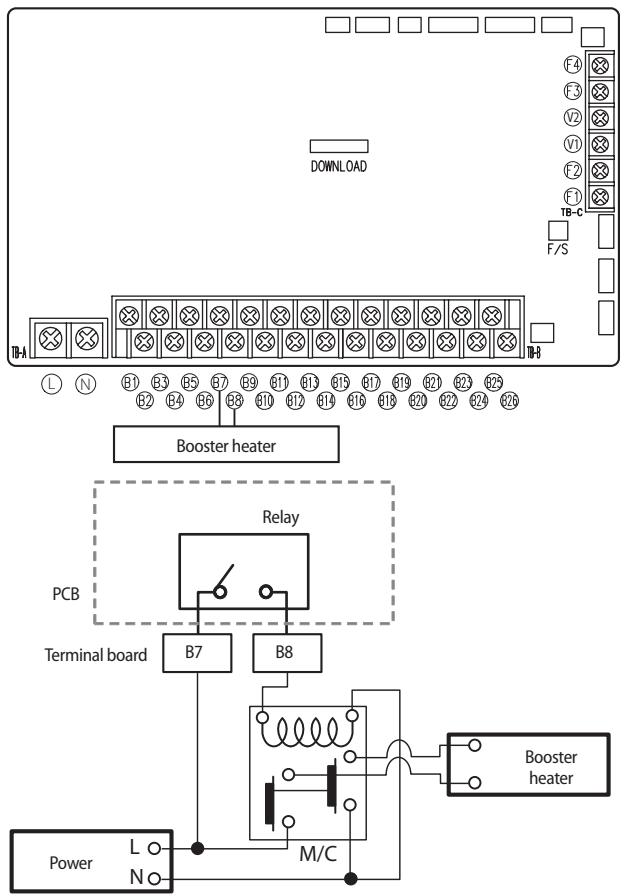 F4
F3
V2
V1
F2
F1
TB-C
DOWNLOAD
F/S
TB-A
TB-B
L N B1 B3 B5 B7 B9 B11 B13 B15 B17 B19 B21 B23 B25
B2 B4 B6 B8 B10 B12 B14 B16 B18 B20 B22 B24 B26
Booster heater
Relay
PCB
Terminal board B7 B8
Booster
heater
M/C
Power
L
N